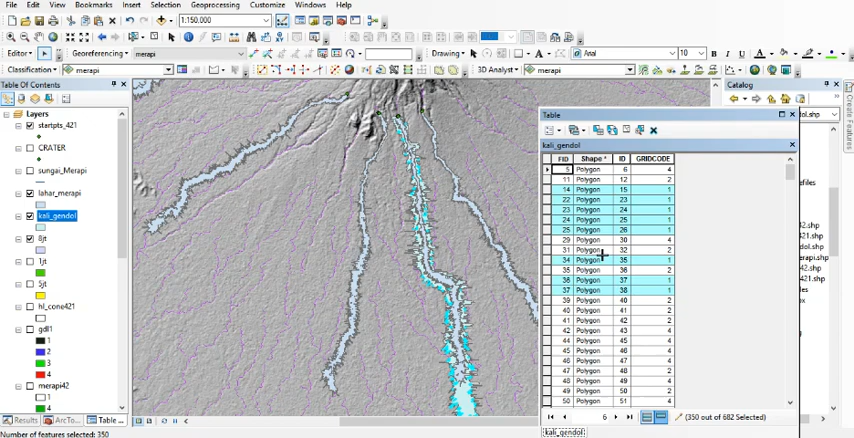 File Edit View Bookmarks Insert Selection Geoprocessing Customize Windows Help
1:150.000
Editor Georeferencing merapi Drawing Arial 10 B I U A
Classification merapi 3D Analyst merapi
Table Of Contents
Layers
startpts_421
CRATER
sungai_Merapi
lahar_merapi
kali_gendol
8jt
1jt
5jt
hl_cone421
gdl1
1
2
3
4
merapi42
1
4
Results ArcTo... Table ...
Number of features selected: 350
Table
kali_gendol
FID Shape * ID GRIDCODE
5 Polygon 6 4
11 Polygon 12 2
14 Polygon 15 1
22 Polygon 23 1
23 Polygon 24 1
24 Polygon 25 1
25 Polygon 26 1
29 Polygon 30 4
31 Polygon 32 2
34 Polygon 35 1
35 Polygon 36 2
36 Polygon 37 1
37 Polygon 38 1
39 Polygon 40 2
40 Polygon 41 2
41 Polygon 42 2
42 Polygon 43 4
44 Polygon 45 4
45 Polygon 46 4
46 Polygon 47 4
47 Polygon 48 2
48 Polygon 49 4
49 Polygon 50 2
50 Polygon 51 4
6
(350 out of 682 Selected)
kali_gendol
Catalog
dol.shp
Create Features